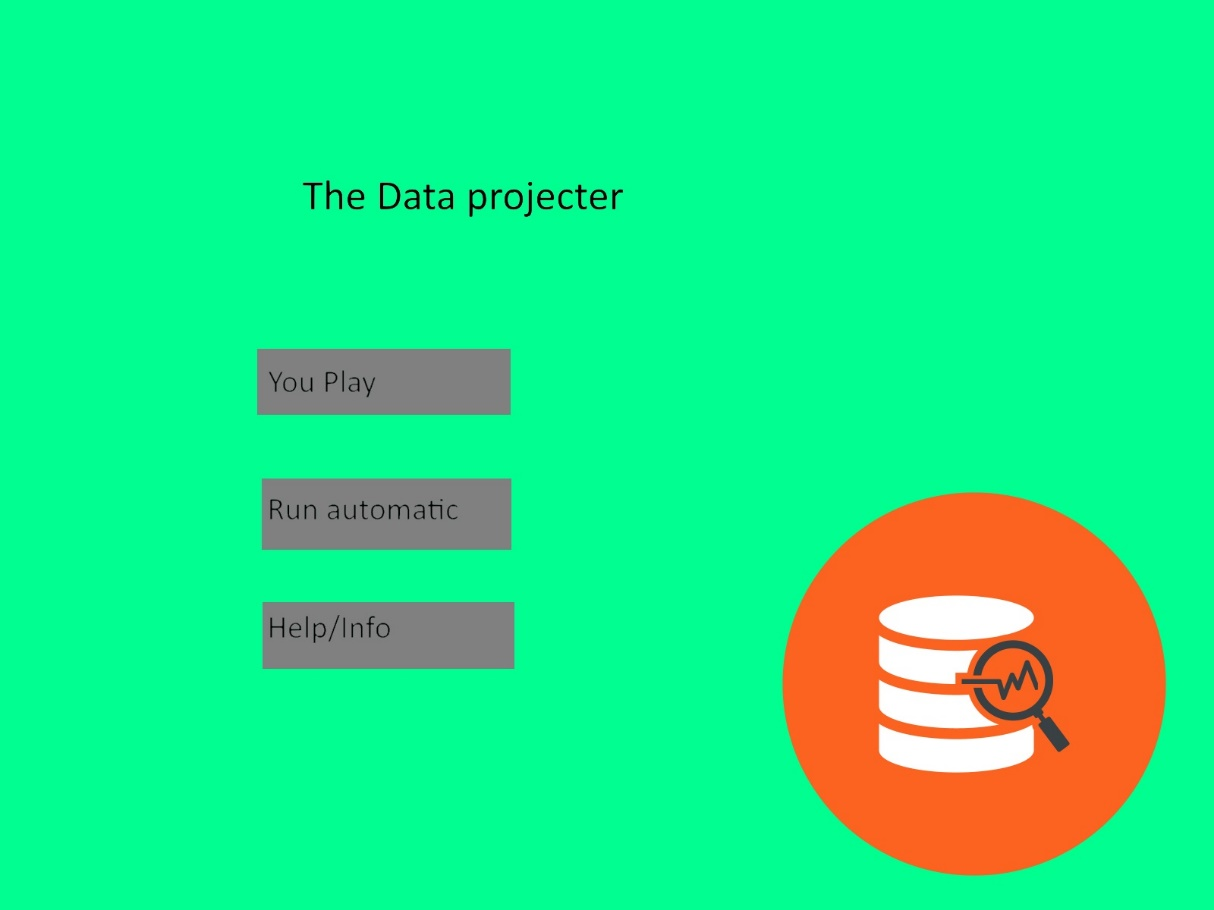 The Data projecter
You Play
Run automatic
Help/Info